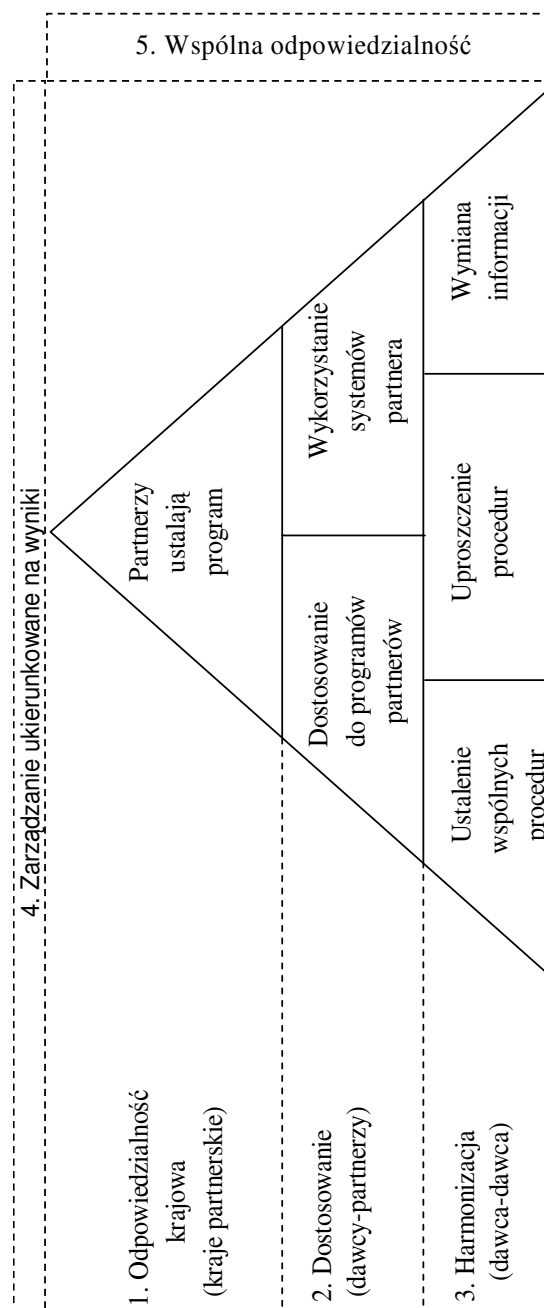 5. Wspólna odpowiedzialność
4. Zarządzanie ukierunkowane na wyniki
1. Odpowiedzialność
krajowa
(kraje partnerskie)
Partnerzy
ustalają
program
2. Dostosowanie
(dawcy-partnerzy)
Dostosowanie
do programów
partnerów
Wykorzystanie
systemów
partnera
3. Harmonizacja
(dawca-dawca)
Ustalenie
wspólnych
procedur
Uproszczenie
procedur
Wymiana
informacji